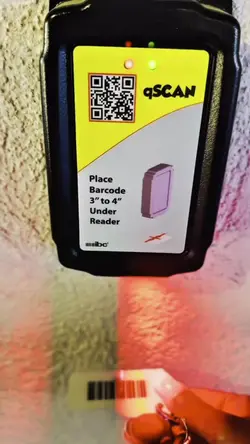 qSCAN
Place
Barcode
3" to 4"
Under
Reader